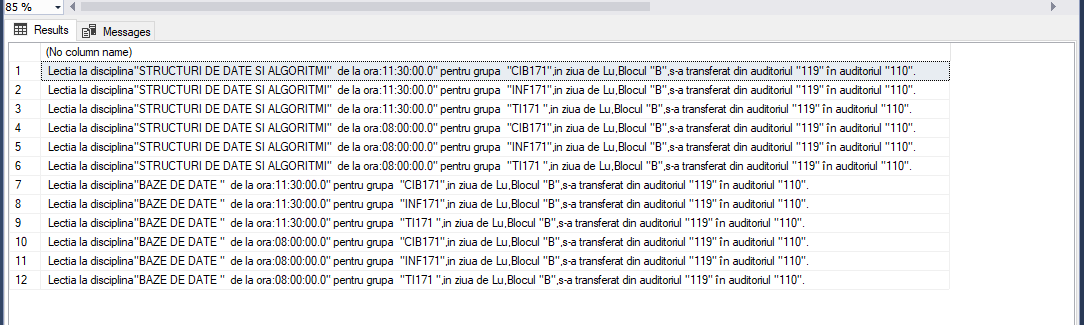 85 %
Results Messages
(No column name)
1 Lectia la disciplina"STRUCTURI DE DATE SI ALGORITMI" de la ora:11:30:00.0" pentru grupa "CIB171",in ziua de Lu,Blocul "B",s-a transferat din auditoriul "119" în auditoriul "110".
2 Lectia la disciplina"STRUCTURI DE DATE SI ALGORITMI" de la ora:11:30:00.0" pentru grupa "INF171",in ziua de Lu,Blocul "B",s-a transferat din auditoriul "119" în auditoriul "110".
3 Lectia la disciplina"STRUCTURI DE DATE SI ALGORITMI" de la ora:11:30:00.0" pentru grupa "TI171 ",in ziua de Lu,Blocul "B",s-a transferat din auditoriul "119" în auditoriul "110".
4 Lectia la disciplina"STRUCTURI DE DATE SI ALGORITMI" de la ora:08:00:00.0" pentru grupa "CIB171",in ziua de Lu,Blocul "B",s-a transferat din auditoriul "119" în auditoriul "110".
5 Lectia la disciplina"STRUCTURI DE DATE SI ALGORITMI" de la ora:08:00:00.0" pentru grupa "INF171",in ziua de Lu,Blocul "B",s-a transferat din auditoriul "119" în auditoriul "110".
6 Lectia la disciplina"STRUCTURI DE DATE SI ALGORITMI" de la ora:08:00:00.0" pentru grupa "TI171 ",in ziua de Lu,Blocul "B",s-a transferat din auditoriul "119" în auditoriul "110".
7 Lectia la disciplina"BAZE DE DATE " de la ora:11:30:00.0" pentru grupa "CIB171",in ziua de Lu,Blocul "B",s-a transferat din auditoriul "119" în auditoriul "110".
8 Lectia la disciplina"BAZE DE DATE " de la ora:11:30:00.0" pentru grupa "INF171",in ziua de Lu,Blocul "B",s-a transferat din auditoriul "119" în auditoriul "110".
9 Lectia la disciplina"BAZE DE DATE " de la ora:11:30:00.0" pentru grupa "TI171 ",in ziua de Lu,Blocul "B",s-a transferat din auditoriul "119" în auditoriul "110".
10 Lectia la disciplina"BAZE DE DATE " de la ora:08:00:00.0" pentru grupa "CIB171",in ziua de Lu,Blocul "B",s-a transferat din auditoriul "119" în auditoriul "110".
11 Lectia la disciplina"BAZE DE DATE " de la ora:08:00:00.0" pentru grupa "INF171",in ziua de Lu,Blocul "B",s-a transferat din auditoriul "119" în auditoriul "110".
12 Lectia la disciplina"BAZE DE DATE " de la ora:08:00:00.0" pentru grupa "TI171 ",in ziua de Lu,Blocul "B",s-a transferat din auditoriul "119" în auditoriul "110".